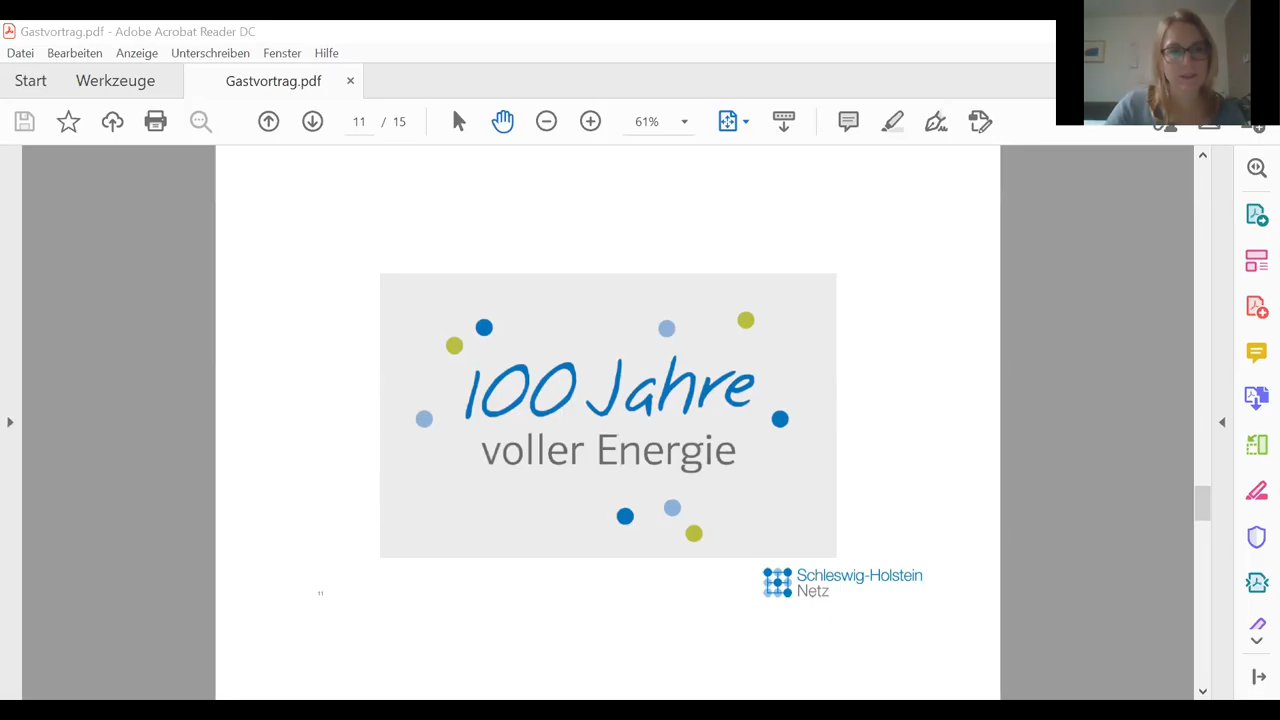 Gastvortrag.pdf - Adobe Acrobat Reader DC
Datei Bearbeiten Anzeige Unterschreiben Fenster Hilfe
Start Werkzeuge Gastvortrag.pdf ×
11 / 15 61%
100 Jahre
voller Energie
Schleswig-Holstein
Netz
"